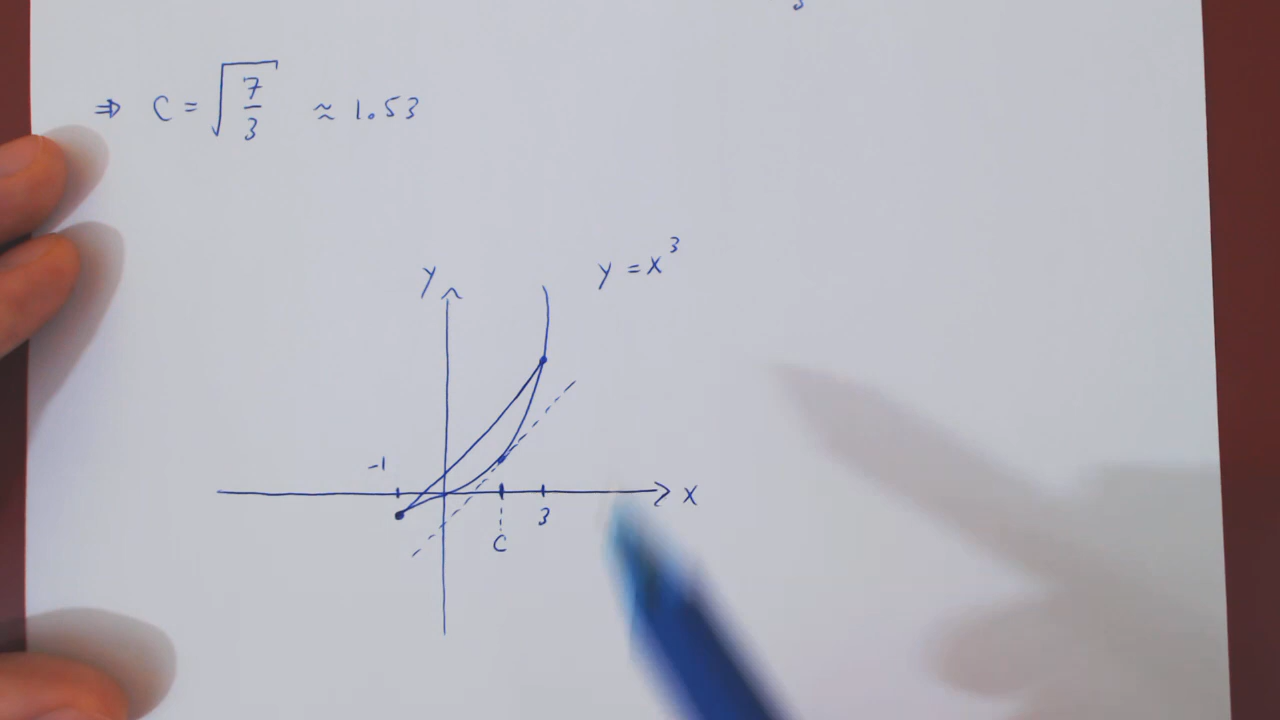 ⇒ C = √(7/3) ≈ 1.53
y = x³
y
-1
x
3
C